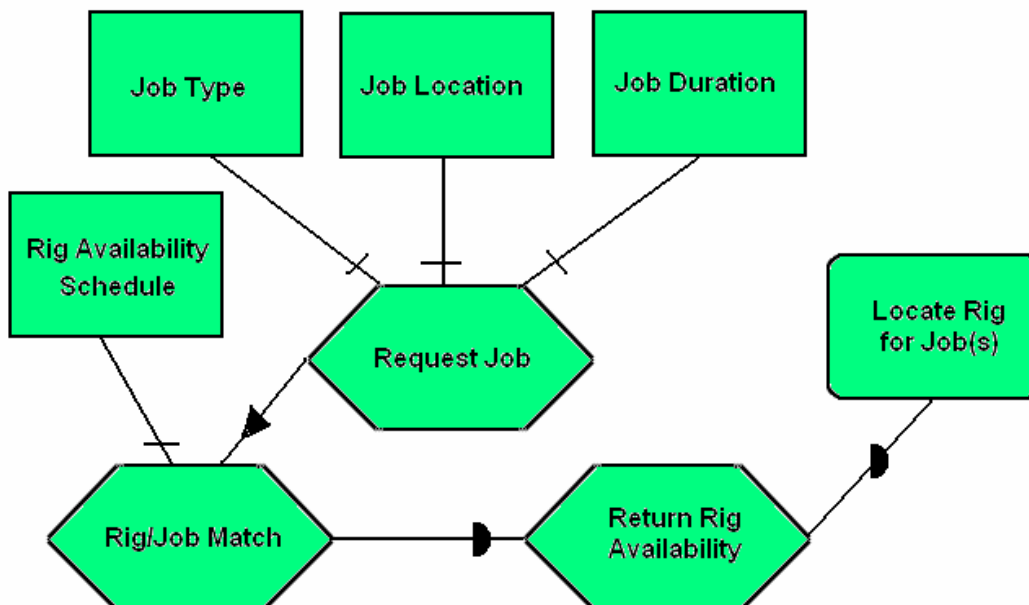 Job Type
Job Location
Job Duration
Rig Availability
Schedule
Request Job
Locate Rig
for Job(s)
Rig/Job Match
Return Rig
Availability